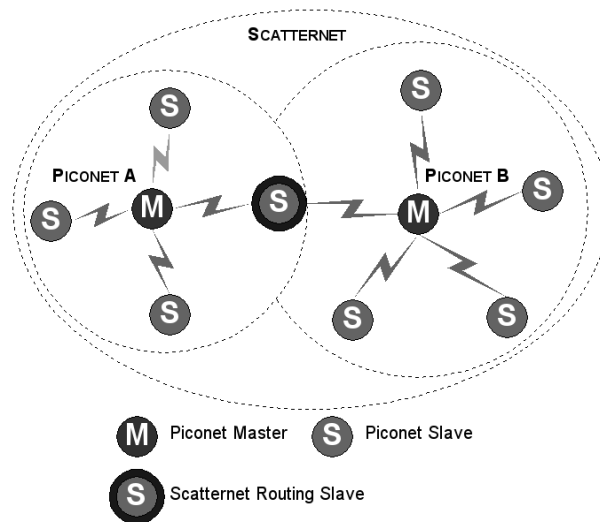 SCATTERNET
S
S
PICONET A
PICONET B
S
M
S
M
S
S
S
S
M Piconet Master
S Piconet Slave
S Scatternet Routing Slave